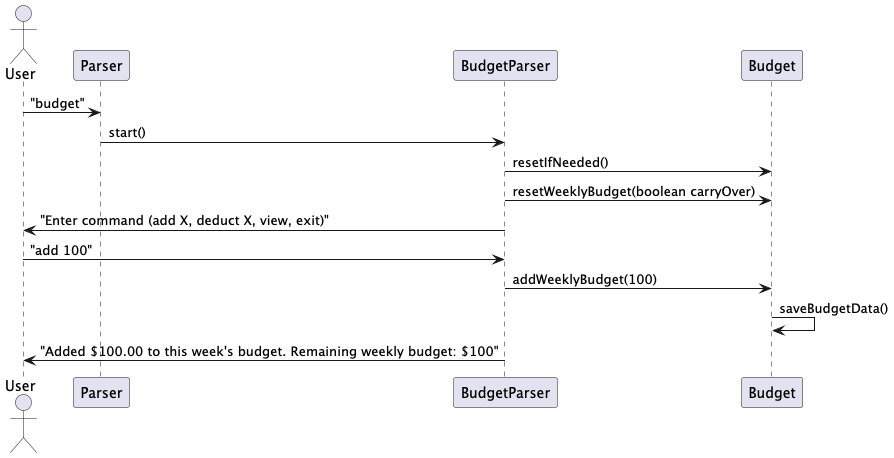 User
Parser
BudgetParser
Budget
"budget"
start()
resetIfNeeded()
resetWeeklyBudget(boolean carryOver)
"Enter command (add X, deduct X, view, exit)"
"add 100"
addWeeklyBudget(100)
saveBudgetData()
"Added $100.00 to this week's budget. Remaining weekly budget: $100"
User
Parser
BudgetParser
Budget